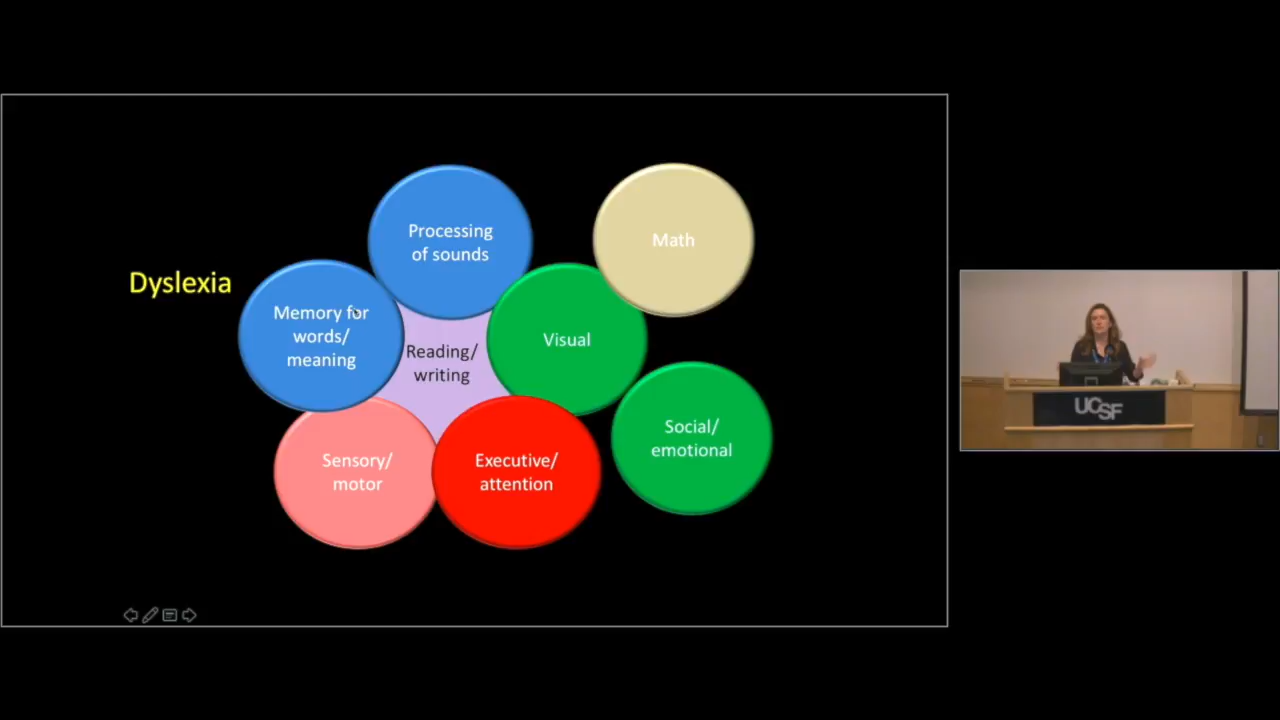 Dyslexia
Processing
of sounds
Math
Memory for
words/
meaning
Reading/
writing
Visual
Sensory/
motor
Executive/
attention
Social/
emotional
UCSF